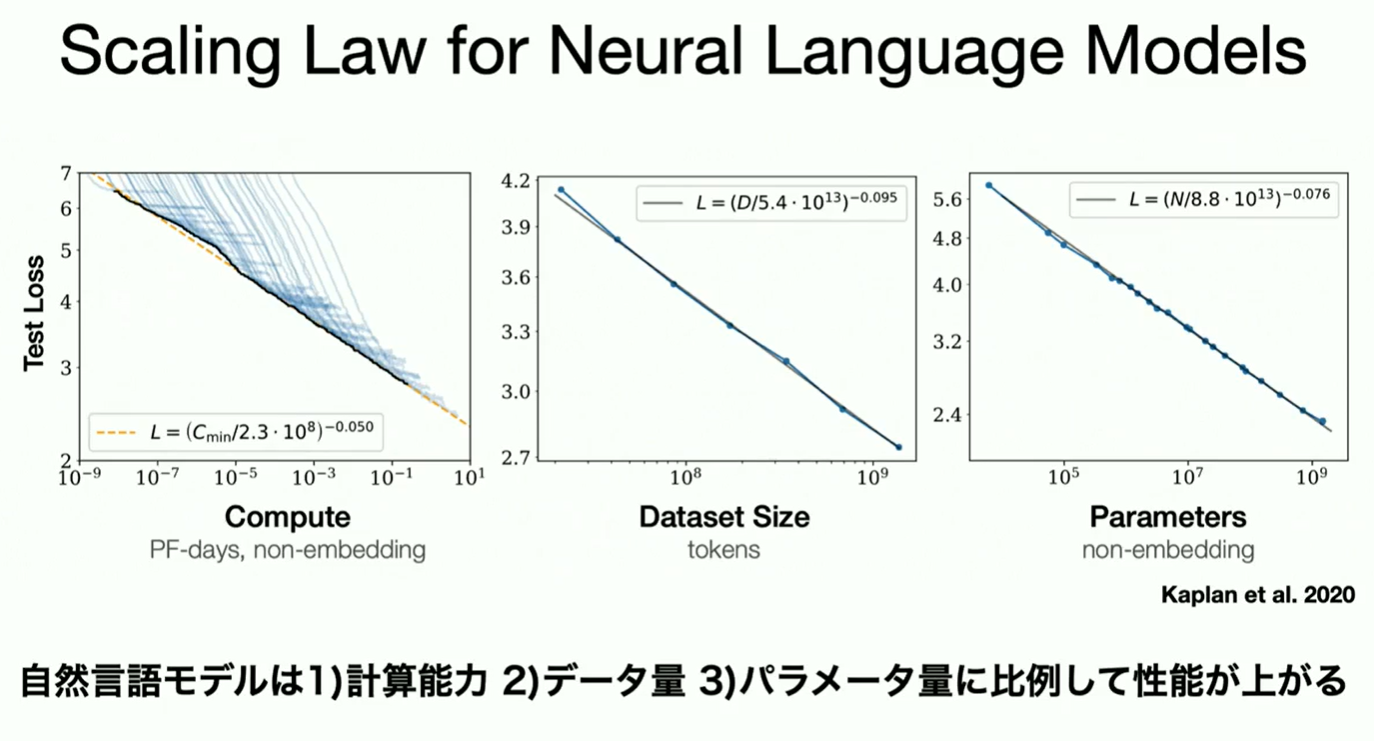 Scaling Law for Neural Language Models
Test Loss
7
6
5
4
3
2
L = (C_min/2.3 · 10^8)^−0.050
10^−9 10^−7 10^−5 10^−3 10^−1 10^1
Compute
PF-days, non-embedding
4.2
3.9
3.6
3.3
3.0
2.7
L = (D/5.4 · 10^13)^−0.095
10^8 10^9
Dataset Size
tokens
5.6
4.8
4.0
3.2
2.4
L = (N/8.8 · 10^13)^−0.076
10^5 10^7 10^9
Parameters
non-embedding
Kaplan et al. 2020
自然言語モデルは1)計算能力 2)データ量 3)パラメータ量に比例して性能が上がる